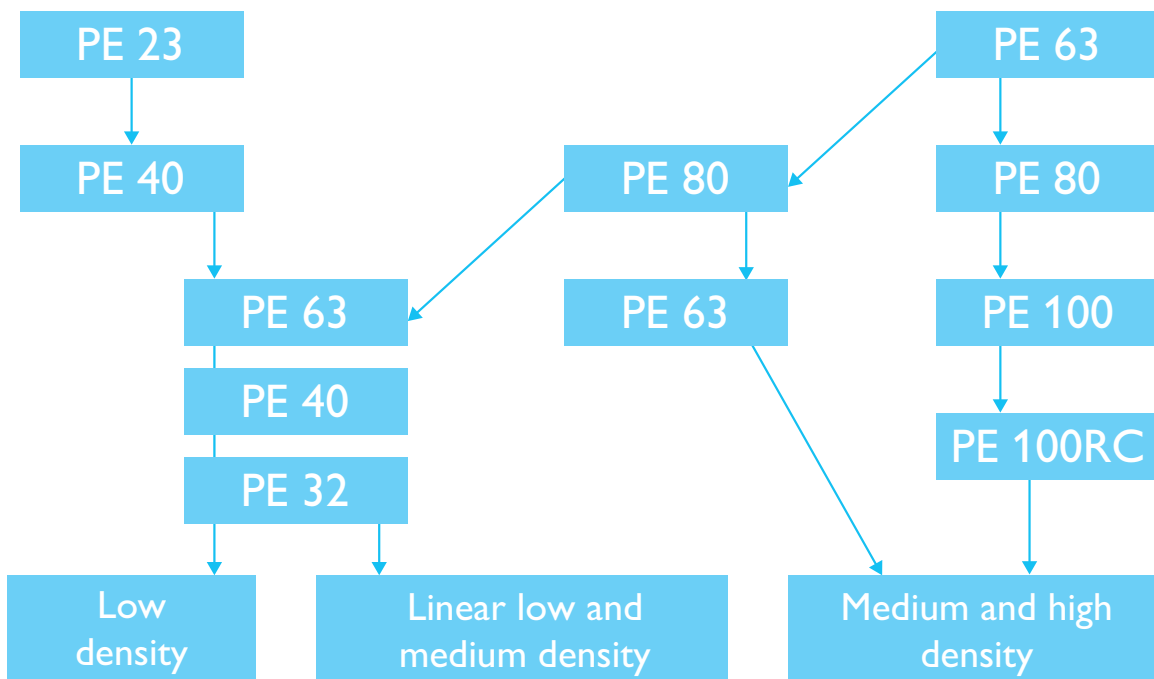 PE 23
PE 63
PE 40
PE 80
PE 80
PE 63
PE 63
PE 100
PE 40
PE 100RC
PE 32
Low
density
Linear low and
medium density
Medium and high
density